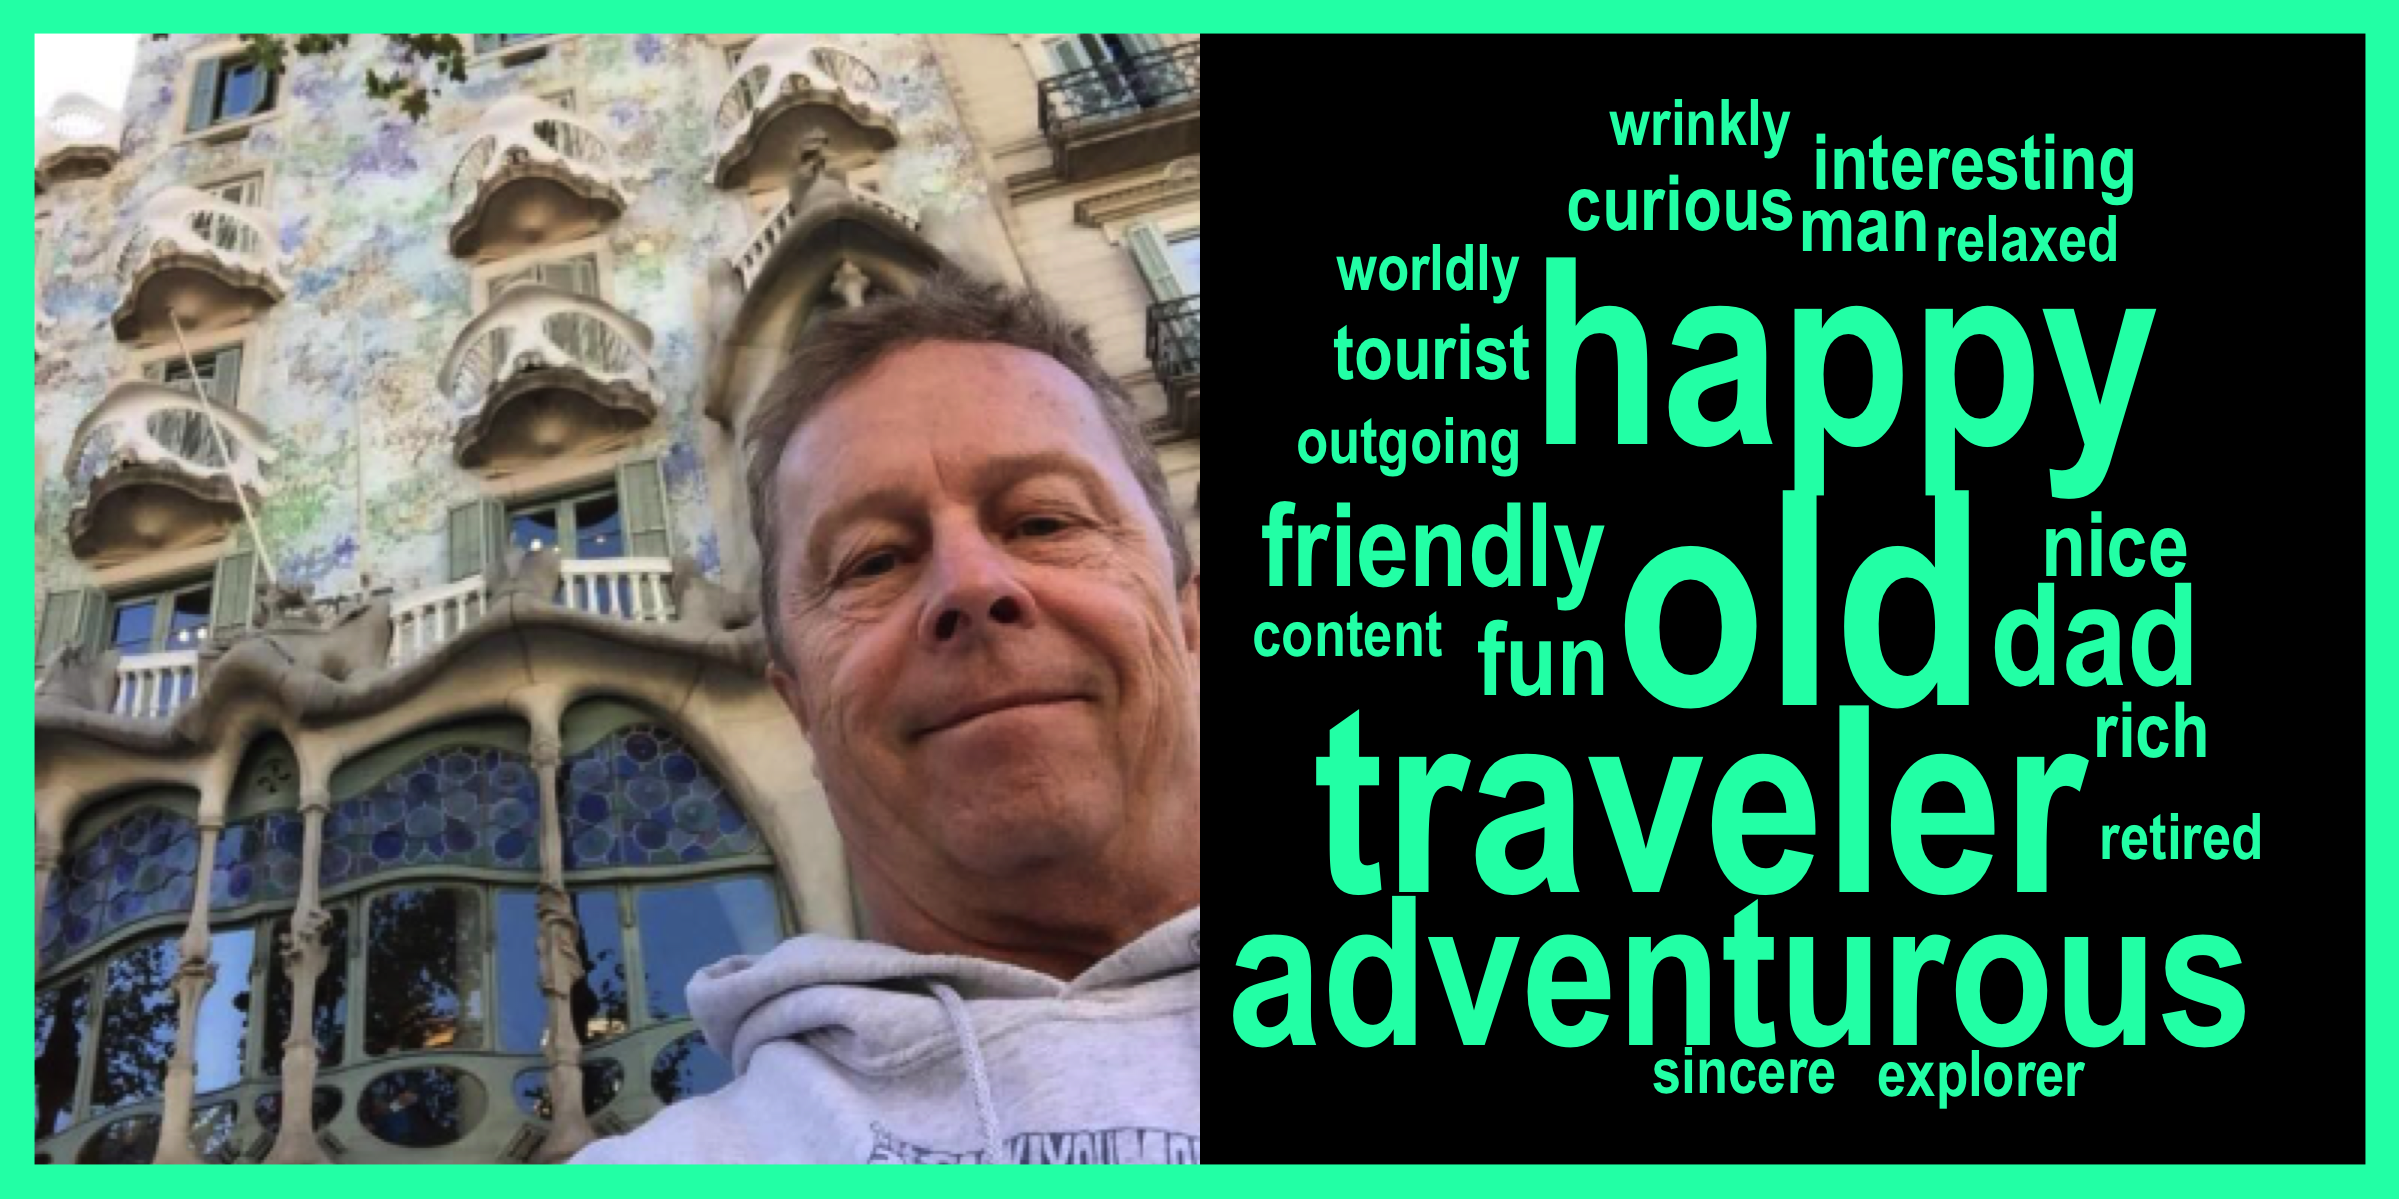 wrinkly
interesting
curious
man
relaxed
worldly
happy
tourist
outgoing
friendly
old
nice
content
fun
dad
traveler
rich
retired
adventurous
sincere
explorer